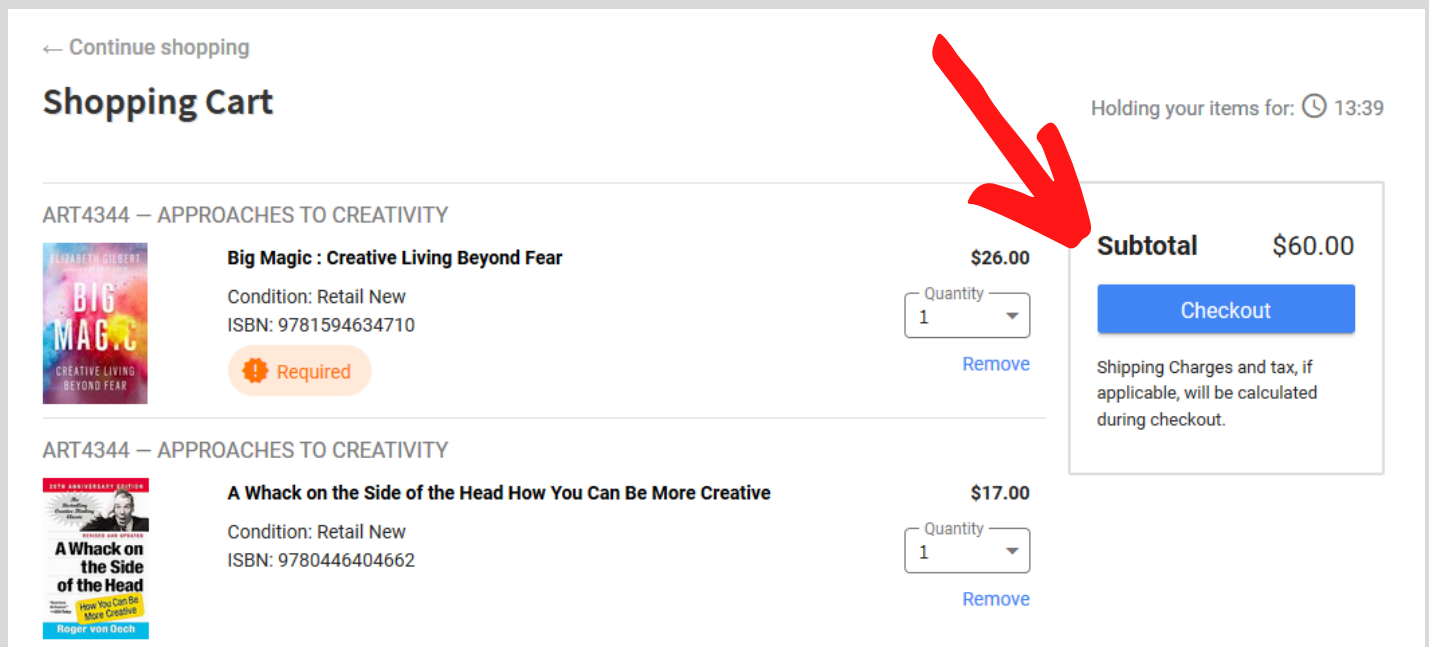 ← Continue shopping
Shopping Cart
Holding your items for: 13:39
ART4344 — APPROACHES TO CREATIVITY
ELIZABETH GILBERT
BIG
MAGIC
CREATIVE LIVING
BEYOND FEAR
Big Magic : Creative Living Beyond Fear
$26.00
Condition: Retail New
ISBN: 9781594634710
Required
Quantity
1
Remove
Subtotal $60.00
Checkout
Shipping Charges and tax, if
applicable, will be calculated
during checkout.
ART4344 — APPROACHES TO CREATIVITY
25TH ANNIVERSARY EDITION
The
Bestselling
Creative Thinking
Classic
REVISED AND UPDATED
A Whack on
the Side
of the Head
How You Can Be
More Creative
Roger von Oech
A Whack on the Side of the Head How You Can Be More Creative
$17.00
Condition: Retail New
ISBN: 9780446404662
Quantity
1
Remove